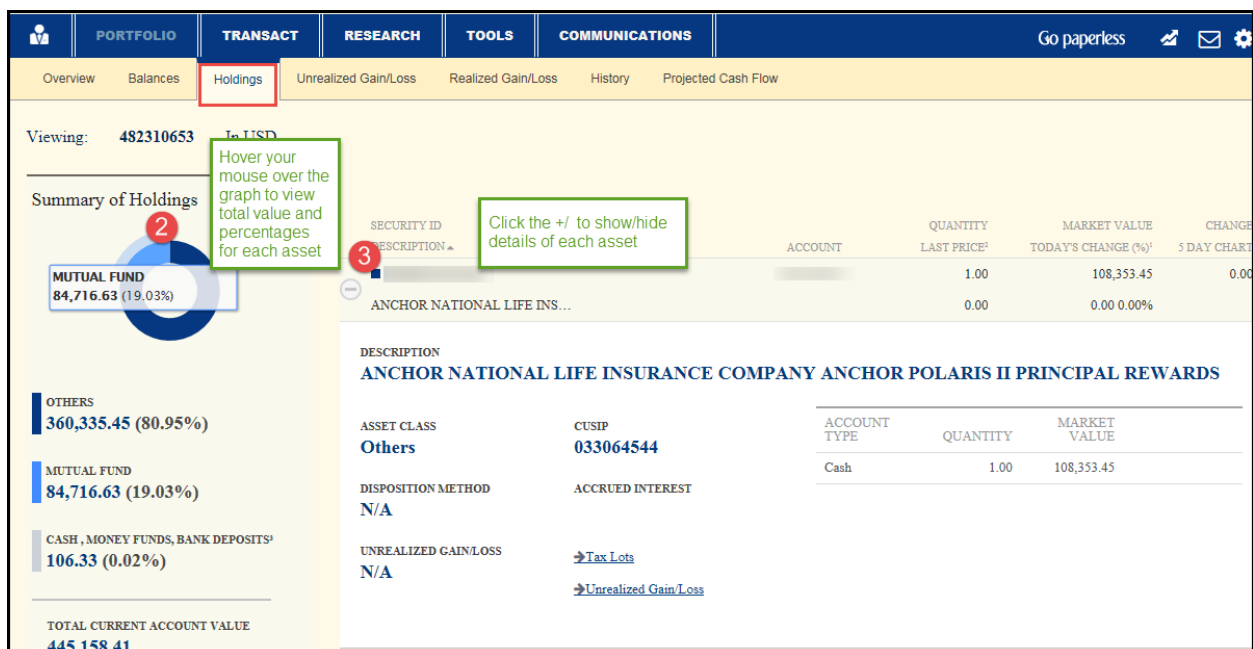 PORTFOLIO TRANSACT RESEARCH TOOLS COMMUNICATIONS Go paperless
Overview Balances Holdings Unrealized Gain/Loss Realized Gain/Loss History Projected Cash Flow
Viewing: 482310653 In USD
Hover your
mouse over the
graph to view
total value and
percentages
for each asset
Summary of Holdings
2
MUTUAL FUND
84,716.63 (19.03%)
OTHERS
360,335.45 (80.95%)
MUTUAL FUND
84,716.63 (19.03%)
CASH , MONEY FUNDS, BANK DEPOSITS³
106.33 (0.02%)
TOTAL CURRENT ACCOUNT VALUE
445,158.41
Click the +/ to show/hide
details of each asset
3
SECURITY ID QUANTITY MARKET VALUE CHANGE
DESCRIPTION ACCOUNT LAST PRICE² TODAY'S CHANGE (%)¹ 5 DAY CHART
1.00 108,353.45 0.00
ANCHOR NATIONAL LIFE INS... 0.00 0.00 0.00%
DESCRIPTION
ANCHOR NATIONAL LIFE INSURANCE COMPANY ANCHOR POLARIS II PRINCIPAL REWARDS
ASSET CLASS CUSIP
Others 033064544
DISPOSITION METHOD ACCRUED INTEREST
N/A
UNREALIZED GAIN/LOSS
N/A
Tax Lots
Unrealized Gain/Loss
ACCOUNT
TYPE QUANTITY MARKET
VALUE
Cash 1.00 108,353.45